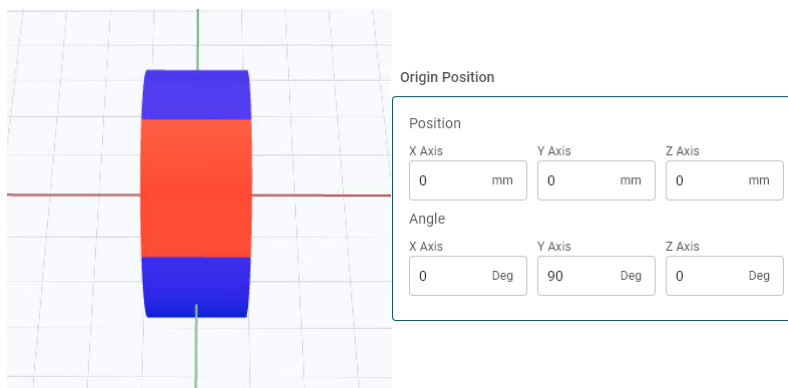 Origin Position
Position
X Axis Y Axis Z Axis
0 mm 0 mm 0 mm
Angle
X Axis Y Axis Z Axis
0 Deg 90 Deg 0 Deg